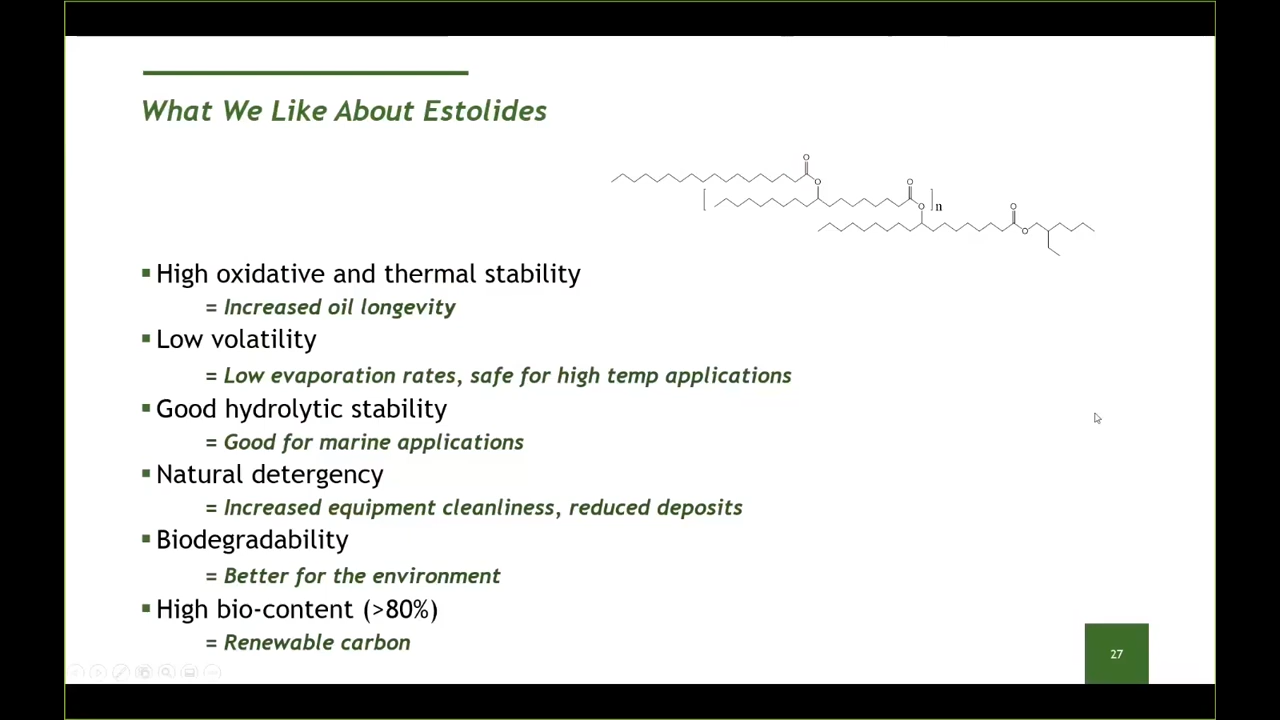 What We Like About Estolides
O
O
O
[
]
n
O
O
O
▪ High oxidative and thermal stability
= Increased oil longevity
▪ Low volatility
= Low evaporation rates, safe for high temp applications
▪ Good hydrolytic stability
= Good for marine applications
▪ Natural detergency
= Increased equipment cleanliness, reduced deposits
▪ Biodegradability
= Better for the environment
▪ High bio-content (>80%)
= Renewable carbon
27